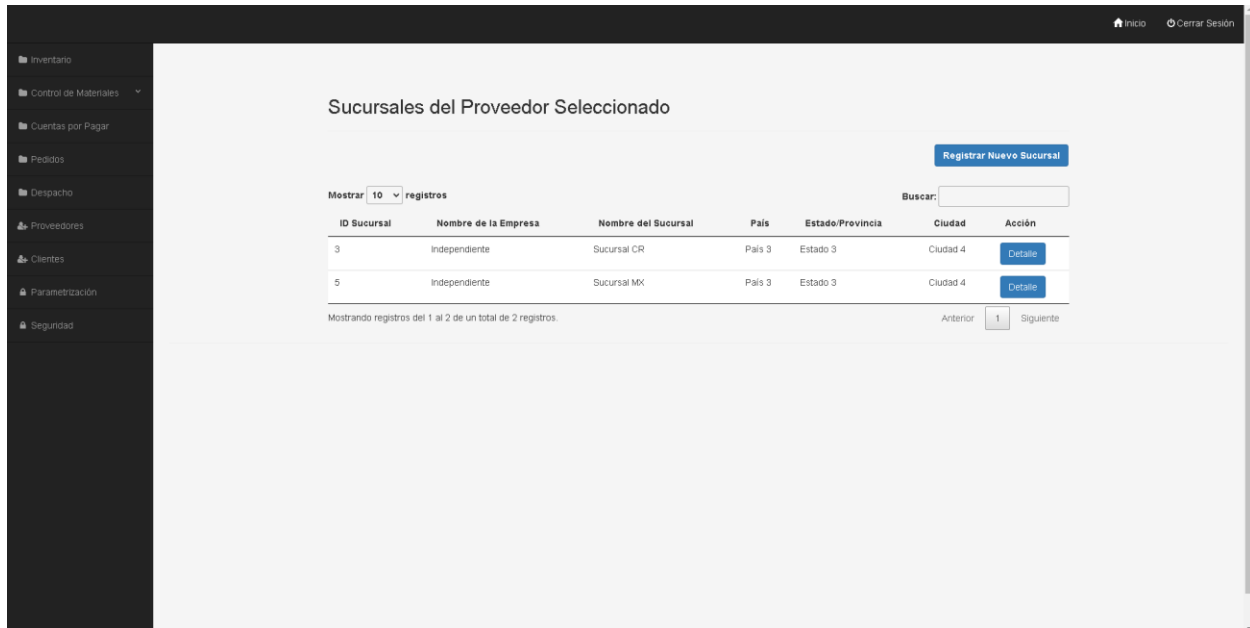 Inicio Cerrar Sesión
Inventario
Control de Materiales
Cuentas por Pagar
Pedidos
Despacho
Proveedores
Clientes
Parametrización
Seguridad
Sucursales del Proveedor Seleccionado
Registrar Nuevo Sucursal
Mostrar 10 registros Buscar:
ID Sucursal Nombre de la Empresa Nombre del Sucursal País Estado/Provincia Ciudad Acción
3 Independiente Sucursal CR País 3 Estado 3 Ciudad 4 Detalle
5 Independiente Sucursal MX País 3 Estado 3 Ciudad 4 Detalle
Mostrando registros del 1 al 2 de un total de 2 registros. Anterior 1 Siguiente